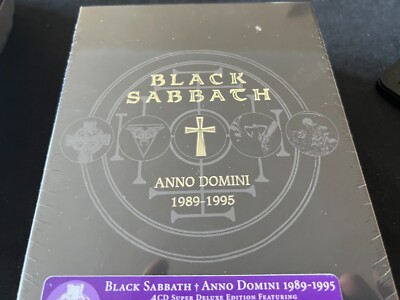 BLACK
SABBATH
ANNO DOMINI
1989-1995
BLACK SABBATH † ANNO DOMINI 1989-1995
4CD SUPER DELUXE EDITION FEATURING